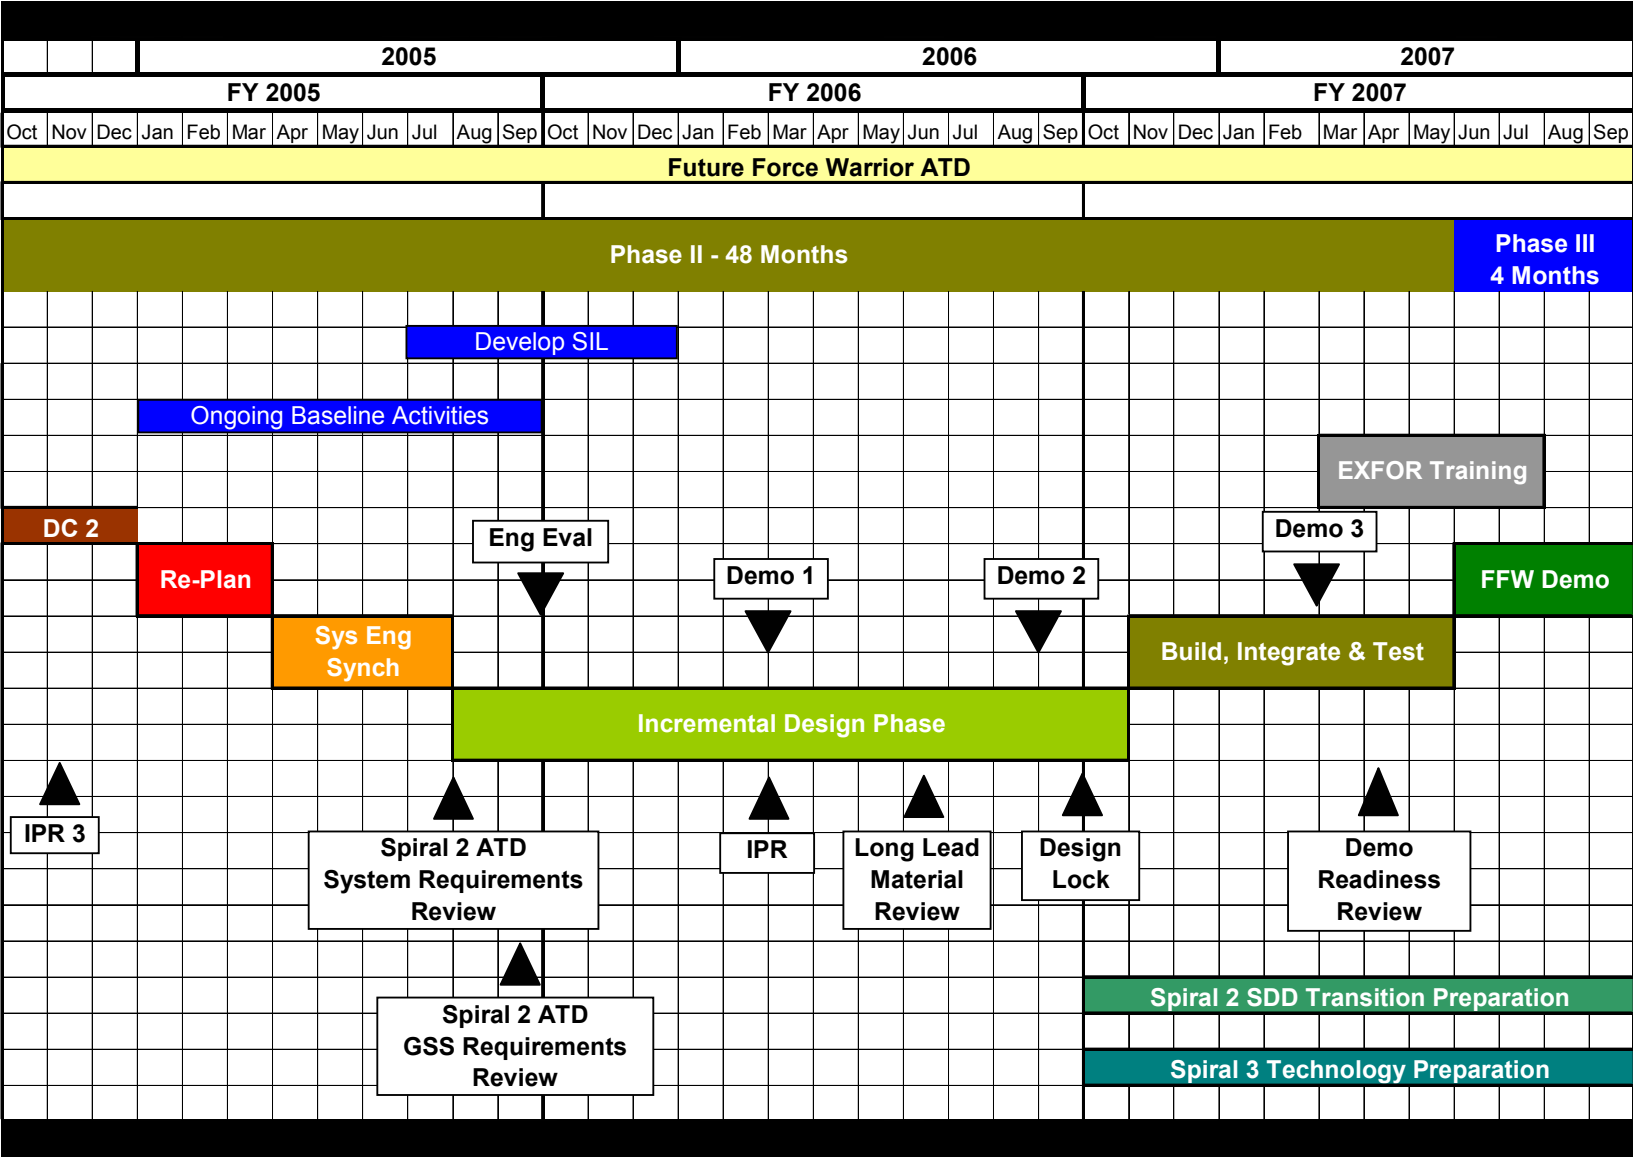 2005 2006 2007
FY 2005 FY 2006 FY 2007
Oct Nov Dec Jan Feb Mar Apr May Jun Jul Aug Sep Oct Nov Dec Jan Feb Mar Apr May Jun Jul Aug Sep Oct Nov Dec Jan Feb Mar Apr May Jun Jul Aug Sep
Future Force Warrior ATD
Phase II - 48 Months
Phase III
4 Months
Develop SIL
Ongoing Baseline Activities
EXFOR Training
DC 2
Eng Eval
Demo 3
Re-Plan
Demo 1
Demo 2
FFW Demo
Sys Eng
Synch
Build, Integrate & Test
Incremental Design Phase
IPR 3
Spiral 2 ATD
System Requirements
Review
IPR
Long Lead
Material
Review
Design
Lock
Demo
Readiness
Review
Spiral 2 SDD Transition Preparation
Spiral 2 ATD
GSS Requirements
Review
Spiral 3 Technology Preparation